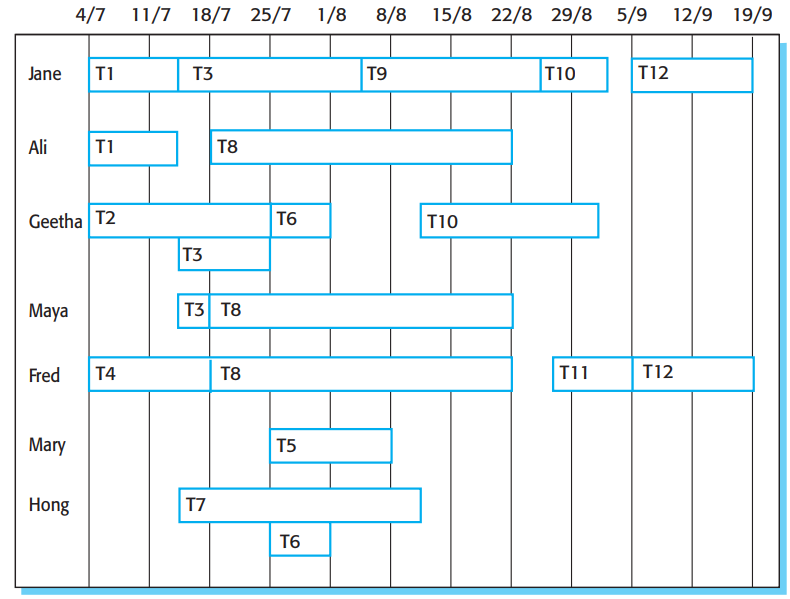 4/7 11/7 18/7 25/7 1/8 8/8 15/8 22/8 29/8 5/9 12/9 19/9
Jane T1 T3 T9 T10 T12
Ali T1 T8
Geetha T2 T6 T10
T3
Maya T3 T8
Fred T4 T8 T11 T12
Mary T5
Hong T7
T6